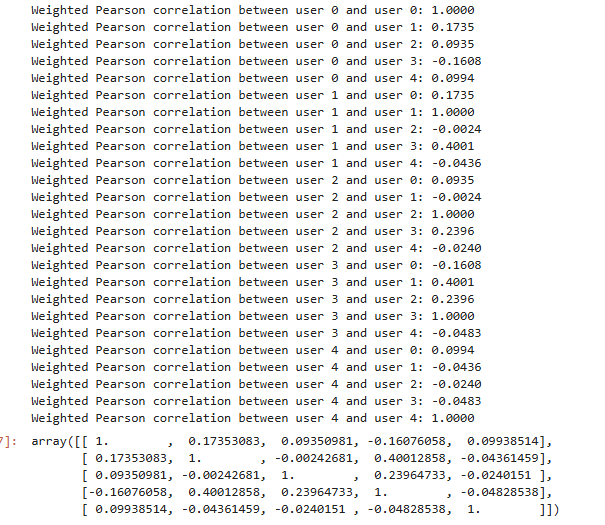 Weighted Pearson correlation between user 0 and user 0: 1.0000
Weighted Pearson correlation between user 0 and user 1: 0.1735
Weighted Pearson correlation between user 0 and user 2: 0.0935
Weighted Pearson correlation between user 0 and user 3: -0.1608
Weighted Pearson correlation between user 0 and user 4: 0.0994
Weighted Pearson correlation between user 1 and user 0: 0.1735
Weighted Pearson correlation between user 1 and user 1: 1.0000
Weighted Pearson correlation between user 1 and user 2: -0.0024
Weighted Pearson correlation between user 1 and user 3: 0.4001
Weighted Pearson correlation between user 1 and user 4: -0.0436
Weighted Pearson correlation between user 2 and user 0: 0.0935
Weighted Pearson correlation between user 2 and user 1: -0.0024
Weighted Pearson correlation between user 2 and user 2: 1.0000
Weighted Pearson correlation between user 2 and user 3: 0.2396
Weighted Pearson correlation between user 2 and user 4: -0.0240
Weighted Pearson correlation between user 3 and user 0: -0.1608
Weighted Pearson correlation between user 3 and user 1: 0.4001
Weighted Pearson correlation between user 3 and user 2: 0.2396
Weighted Pearson correlation between user 3 and user 3: 1.0000
Weighted Pearson correlation between user 3 and user 4: -0.0483
Weighted Pearson correlation between user 4 and user 0: 0.0994
Weighted Pearson correlation between user 4 and user 1: -0.0436
Weighted Pearson correlation between user 4 and user 2: -0.0240
Weighted Pearson correlation between user 4 and user 3: -0.0483
Weighted Pearson correlation between user 4 and user 4: 1.0000
7]: array([[ 1.        ,  0.17353083,  0.09350981, -0.16076058,  0.09938514],
[ 0.17353083,  1.        , -0.00242681,  0.40012858, -0.04361459],
[ 0.09350981, -0.00242681,  1.        ,  0.23964733, -0.0240151 ],
[-0.16076058,  0.40012858,  0.23964733,  1.        , -0.04828538],
[ 0.09938514, -0.04361459, -0.0240151 , -0.04828538,  1.        ]])